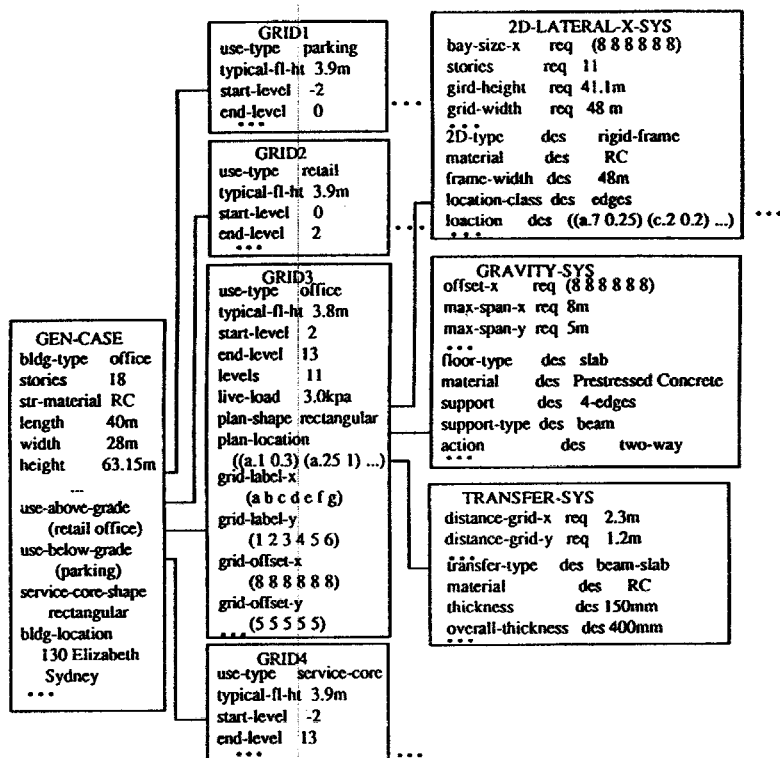 GEN-CASE
bldg-type office
stories 18
str-material RC
length 40m
width 28m
height 63.15m
...
use-above-grade
(retail office)
use-below-grade
(parking)
service-core-shape
rectangular
bldg-location
130 Elizabeth
Sydney
...
GRID1
use-type parking
typical-fl-ht 3.9m
start-level -2
end-level 0
...
...
GRID2
use-type retail
typical-fl-ht 3.9m
start-level 0
end-level 2
...
...
GRID3
use-type office
typical-fl-ht 3.8m
start-level 2
end-level 13
levels 11
live-load 3.0kpa
plan-shape rectangular
plan-location
((a.1 0.3) (a.25 1) ...)
grid-label-x
(a b c d e f g)
grid-label-y
(1 2 3 4 5 6)
grid-offset-x
(8 8 8 8 8 8)
grid-offset-y
(5 5 5 5 5)
...
GRID4
use-type service-core
typical-fl-ht 3.9m
start-level -2
end-level 13
...
...
2D-LATERAL-X-SYS
bay-size-x req (8 8 8 8 8 8)
stories req 11
gird-height req 41.1m
grid-width req 48 m
...
2D-type des rigid-frame
material des RC
frame-width des 48m
location-class des edges
loaction des ((a.7 0.25) (c.2 0.2) ...)
...
...
GRAVITY-SYS
offset-x req (8 8 8 8 8 8)
max-span-x req 8m
max-span-y req 5m
...
floor-type des slab
material des Prestressed Concrete
support des 4-edges
support-type des beam
action des two-way
...
TRANSFER-SYS
distance-grid-x req 2.3m
distance-grid-y req 1.2m
...
transfer-type des beam-slab
material des RC
thickness des 150mm
overall-thickness des 400mm
...